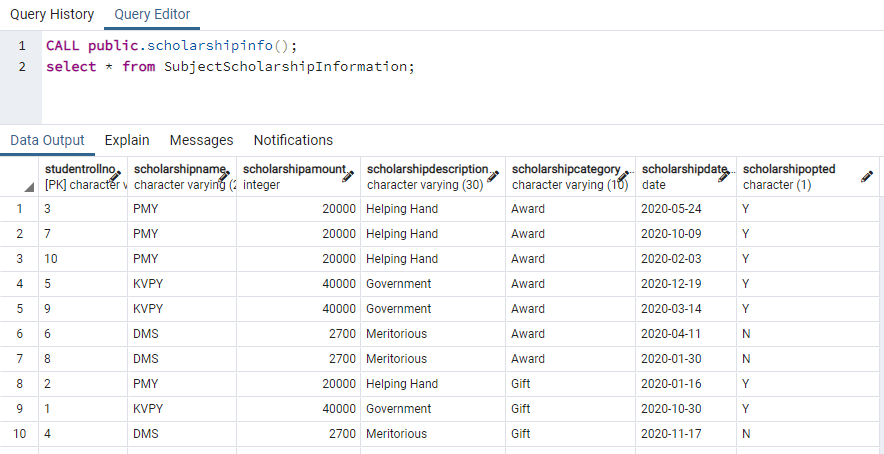 Query History Query Editor
1 CALL public.scholarshipinfo();
2 select * from SubjectScholarshipInformation;
Data Output Explain Messages Notifications
studentrollno scholarshipname scholarshipamount scholarshipdescription scholarshipcategory scholarshipdate scholarshipopted
[PK] character v character varying (2 integer character varying (30) character varying (10) date character (1)
1 3 PMY 20000 Helping Hand Award 2020-05-24 Y
2 7 PMY 20000 Helping Hand Award 2020-10-09 Y
3 10 PMY 20000 Helping Hand Award 2020-02-03 Y
4 5 KVPY 40000 Government Award 2020-12-19 Y
5 9 KVPY 40000 Government Award 2020-03-14 Y
6 6 DMS 2700 Meritorious Award 2020-04-11 N
7 8 DMS 2700 Meritorious Award 2020-01-30 N
8 2 PMY 20000 Helping Hand Gift 2020-01-16 Y
9 1 KVPY 40000 Government Gift 2020-10-30 Y
10 4 DMS 2700 Meritorious Gift 2020-11-17 N